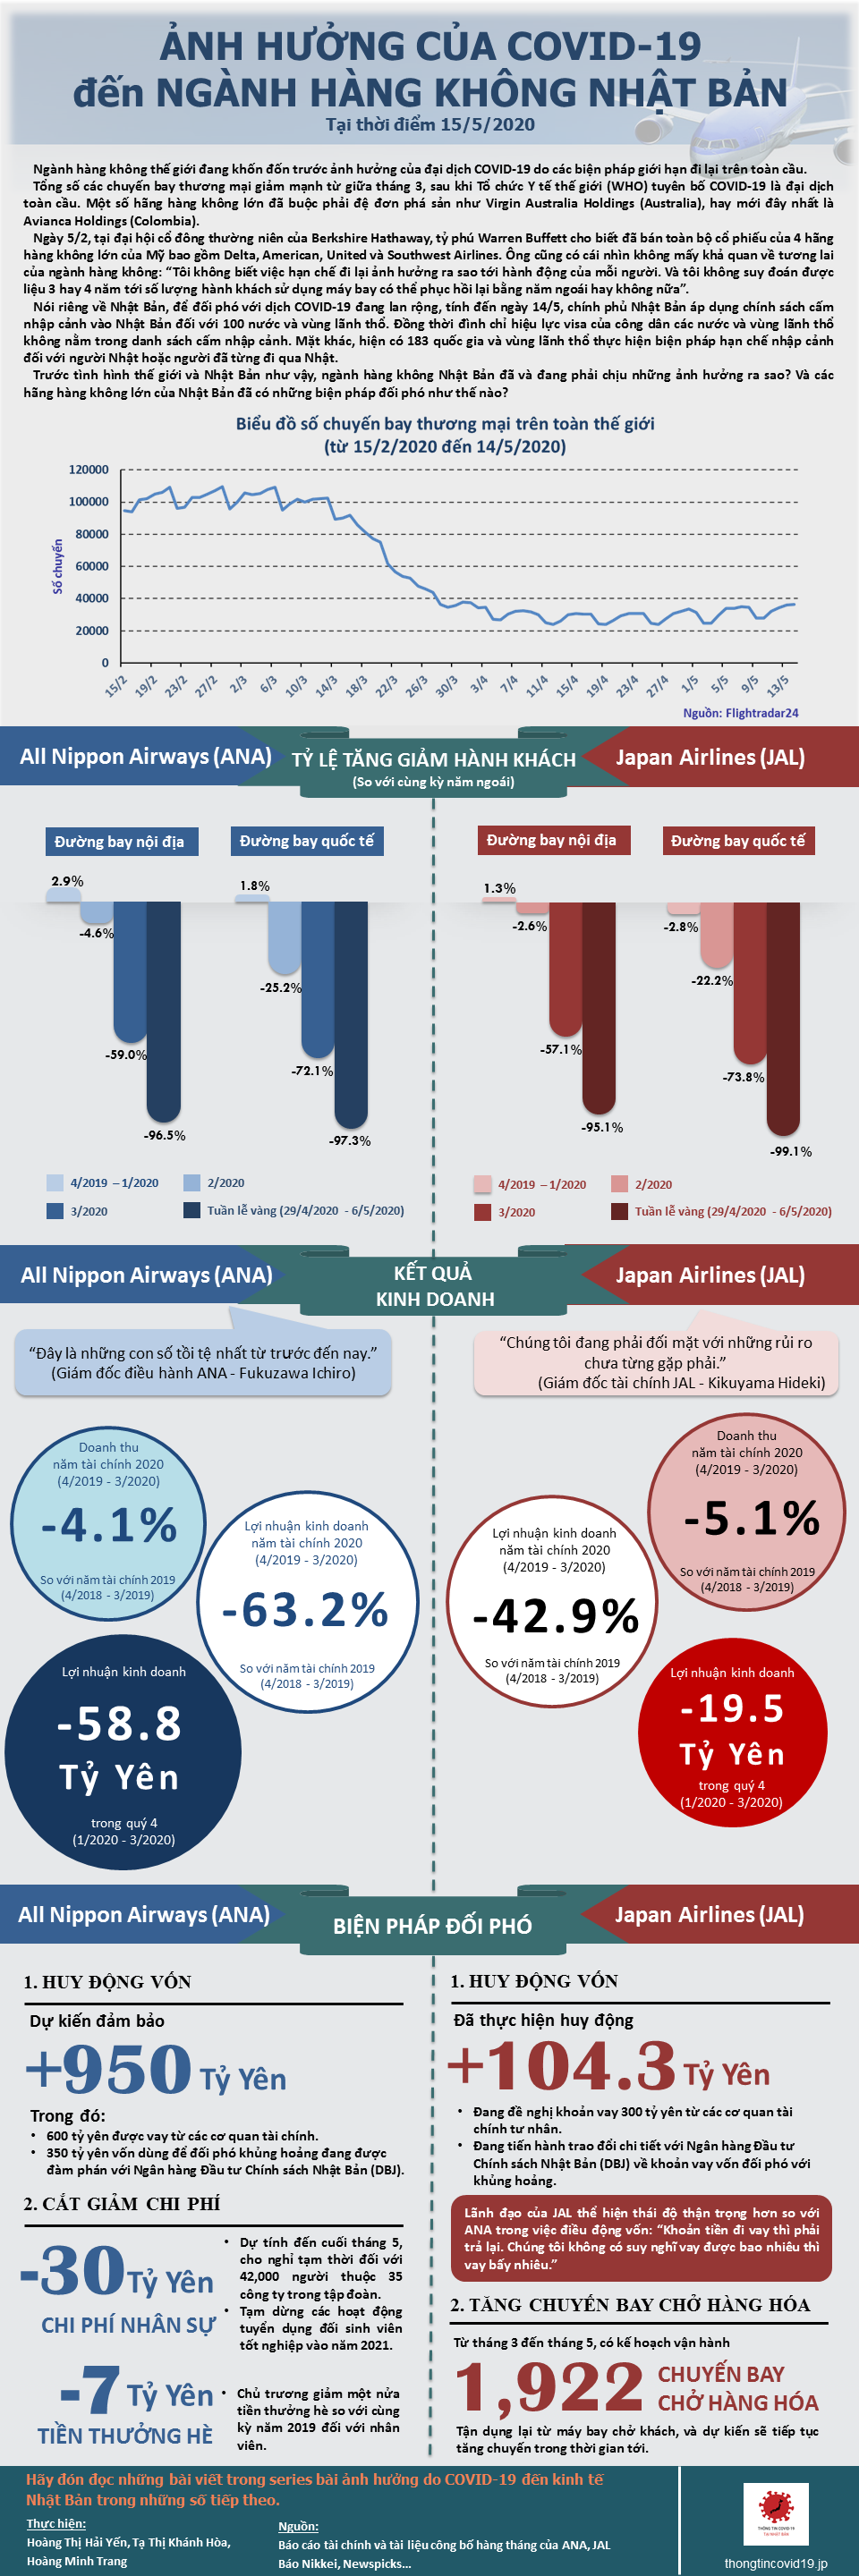 ẢNH HƯỞNG CỦA COVID-19
đến NGÀNH HÀNG KHÔNG NHẬT BẢN
Tại thời điểm 15/5/2020
Ngành hàng không thế giới đang khốn đốn trước ảnh hưởng của đại dịch COVID-19 do các biện pháp giới hạn đi lại trên toàn cầu.
Tổng số các chuyến bay thương mại giảm mạnh từ giữa tháng 3, sau khi Tổ chức Y tế thế giới (WHO) tuyên bố COVID-19 là đại dịch
toàn cầu. Một số hãng hàng không lớn đã buộc phải đệ đơn phá sản như Virgin Australia Holdings (Australia), hay mới đây nhất là
Avianca Holdings (Colombia).
Ngày 5/2, tại đại hội cổ đông thường niên của Berkshire Hathaway, tỷ phú Warren Buffett cho biết đã bán toàn bộ cổ phiếu của 4 hãng
hàng không lớn của Mỹ bao gồm Delta, American, United và Southwest Airlines. Ông cũng có cái nhìn không mấy khả quan về tương lai
của ngành hàng không: “Tôi không biết việc hạn chế đi lại ảnh hưởng ra sao tới hành động của mỗi người. Và tôi không suy đoán được
liệu 3 hay 4 năm tới số lượng hành khách sử dụng máy bay có thể phục hồi lại bằng năm ngoái hay không nữa”.
Nói riêng về Nhật Bản, để đối phó với dịch COVID-19 đang lan rộng, tính đến ngày 14/5, chính phủ Nhật Bản áp dụng chính sách cấm
nhập cảnh vào Nhật Bản đối với 100 nước và vùng lãnh thổ. Đồng thời đình chỉ hiệu lực visa của công dân các nước và vùng lãnh thổ
không nằm trong danh sách cấm nhập cảnh. Mặt khác, hiện có 183 quốc gia và vùng lãnh thổ thực hiện biện pháp hạn chế nhập cảnh
đối với người Nhật hoặc người đã từng đi qua Nhật.
Trước tình hình thế giới và Nhật Bản như vậy, ngành hàng không Nhật Bản đã và đang phải chịu những ảnh hưởng ra sao? Và các
hãng hàng không lớn của Nhật Bản đã có những biện pháp đối phó như thế nào?
Biểu đồ số chuyến bay thương mại trên toàn thế giới
(từ 15/2/2020 đến 14/5/2020)
Số chuyến
120000
100000
80000
60000
40000
20000
0
15/2 19/2 23/2 27/2 2/3 6/3 10/3 14/3 18/3 22/3 26/3 30/3 3/4 7/4 11/4 15/4 19/4 23/4 27/4 1/5 5/5 9/5 13/5
Nguồn: Flightradar24
All Nippon Airways (ANA)
TỶ LỆ TĂNG GIẢM HÀNH KHÁCH
(So với cùng kỳ năm ngoái)
Japan Airlines (JAL)
Đường bay nội địa
2.9%
-4.6%
-59.0%
-96.5%
Đường bay quốc tế
1.8%
-25.2%
-72.1%
-97.3%
4/2019 – 1/2020
2/2020
3/2020
Tuần lễ vàng (29/4/2020 - 6/5/2020)
Đường bay nội địa
1.3%
-2.6%
-57.1%
-95.1%
Đường bay quốc tế
-2.8%
-22.2%
-73.8%
-99.1%
4/2019 – 1/2020
2/2020
3/2020
Tuần lễ vàng (29/4/2020 - 6/5/2020)
All Nippon Airways (ANA)
KẾT QUẢ
KINH DOANH
Japan Airlines (JAL)
“Đây là những con số tồi tệ nhất từ trước đến nay.”
(Giám đốc điều hành ANA - Fukuzawa Ichiro)
Doanh thu
năm tài chính 2020
(4/2019 - 3/2020)
-4.1%
So với năm tài chính 2019
(4/2018 - 3/2019)
Lợi nhuận kinh doanh
năm tài chính 2020
(4/2019 - 3/2020)
-63.2%
So với năm tài chính 2019
(4/2018 - 3/2019)
Lợi nhuận kinh doanh
-58.8
Tỷ Yên
trong quý 4
(1/2020 - 3/2020)
“Chúng tôi đang phải đối mặt với những rủi ro
chưa từng gặp phải.”
(Giám đốc tài chính JAL - Kikuyama Hideki)
Doanh thu
năm tài chính 2020
(4/2019 - 3/2020)
-5.1%
So với năm tài chính 2019
(4/2018 - 3/2019)
Lợi nhuận kinh doanh
năm tài chính 2020
(4/2019 - 3/2020)
-42.9%
So với năm tài chính 2019
(4/2018 - 3/2019)
Lợi nhuận kinh doanh
-19.5
Tỷ Yên
trong quý 4
(1/2020 - 3/2020)
All Nippon Airways (ANA)
BIỆN PHÁP ĐỐI PHÓ
Japan Airlines (JAL)
1. HUY ĐỘNG VỐN
Dự kiến đảm bảo
+950 Tỷ Yên
Trong đó:
• 600 tỷ yên được vay từ các cơ quan tài chính.
• 350 tỷ yên vốn dùng để đối phó khủng hoảng đang được
đàm phán với Ngân hàng Đầu tư Chính sách Nhật Bản (DBJ).
2. CẮT GIẢM CHI PHÍ
-30 Tỷ Yên
CHI PHÍ NHÂN SỰ
• Dự tính đến cuối tháng 5,
cho nghỉ tạm thời đối với
42,000 người thuộc 35
công ty trong tập đoàn.
• Tạm dừng các hoạt động
tuyển dụng đối sinh viên
tốt nghiệp vào năm 2021.
-7 Tỷ Yên
TIỀN THƯỞNG HÈ
• Chủ trương giảm một nửa
tiền thưởng hè so với cùng
kỳ năm 2019 đối với nhân
viên.
1. HUY ĐỘNG VỐN
Đã thực hiện huy động
+104.3 Tỷ Yên
• Đang đề nghị khoản vay 300 tỷ yên từ các cơ quan tài
chính tư nhân.
• Đang tiến hành trao đổi chi tiết với Ngân hàng Đầu tư
Chính sách Nhật Bản (DBJ) về khoản vay vốn đối phó với
khủng hoảng.
Lãnh đạo của JAL thể hiện thái độ thận trọng hơn so với
ANA trong việc điều động vốn: “Khoản tiền đi vay thì phải
trả lại. Chúng tôi không có suy nghĩ vay được bao nhiêu thì
vay bấy nhiêu.”
2. TĂNG CHUYẾN BAY CHỞ HÀNG HÓA
Từ tháng 3 đến tháng 5, có kế hoạch vận hành
1,922 CHUYẾN BAY
CHỞ HÀNG HÓA
Tận dụng lại từ máy bay chở khách, và dự kiến sẽ tiếp tục
tăng chuyến trong thời gian tới.
Hãy đón đọc những bài viết trong series bài ảnh hưởng do COVID-19 đến kinh tế
Nhật Bản trong những số tiếp theo.
Thực hiện:
Hoàng Thị Hải Yến, Tạ Thị Khánh Hòa,
Hoàng Minh Trang
Nguồn:
Báo cáo tài chính và tài liệu công bố hàng tháng của ANA, JAL
Báo Nikkei, Newspicks...
THÔNG TIN COVID-19
TẠI NHẬT BẢN
thongtincovid19.jp